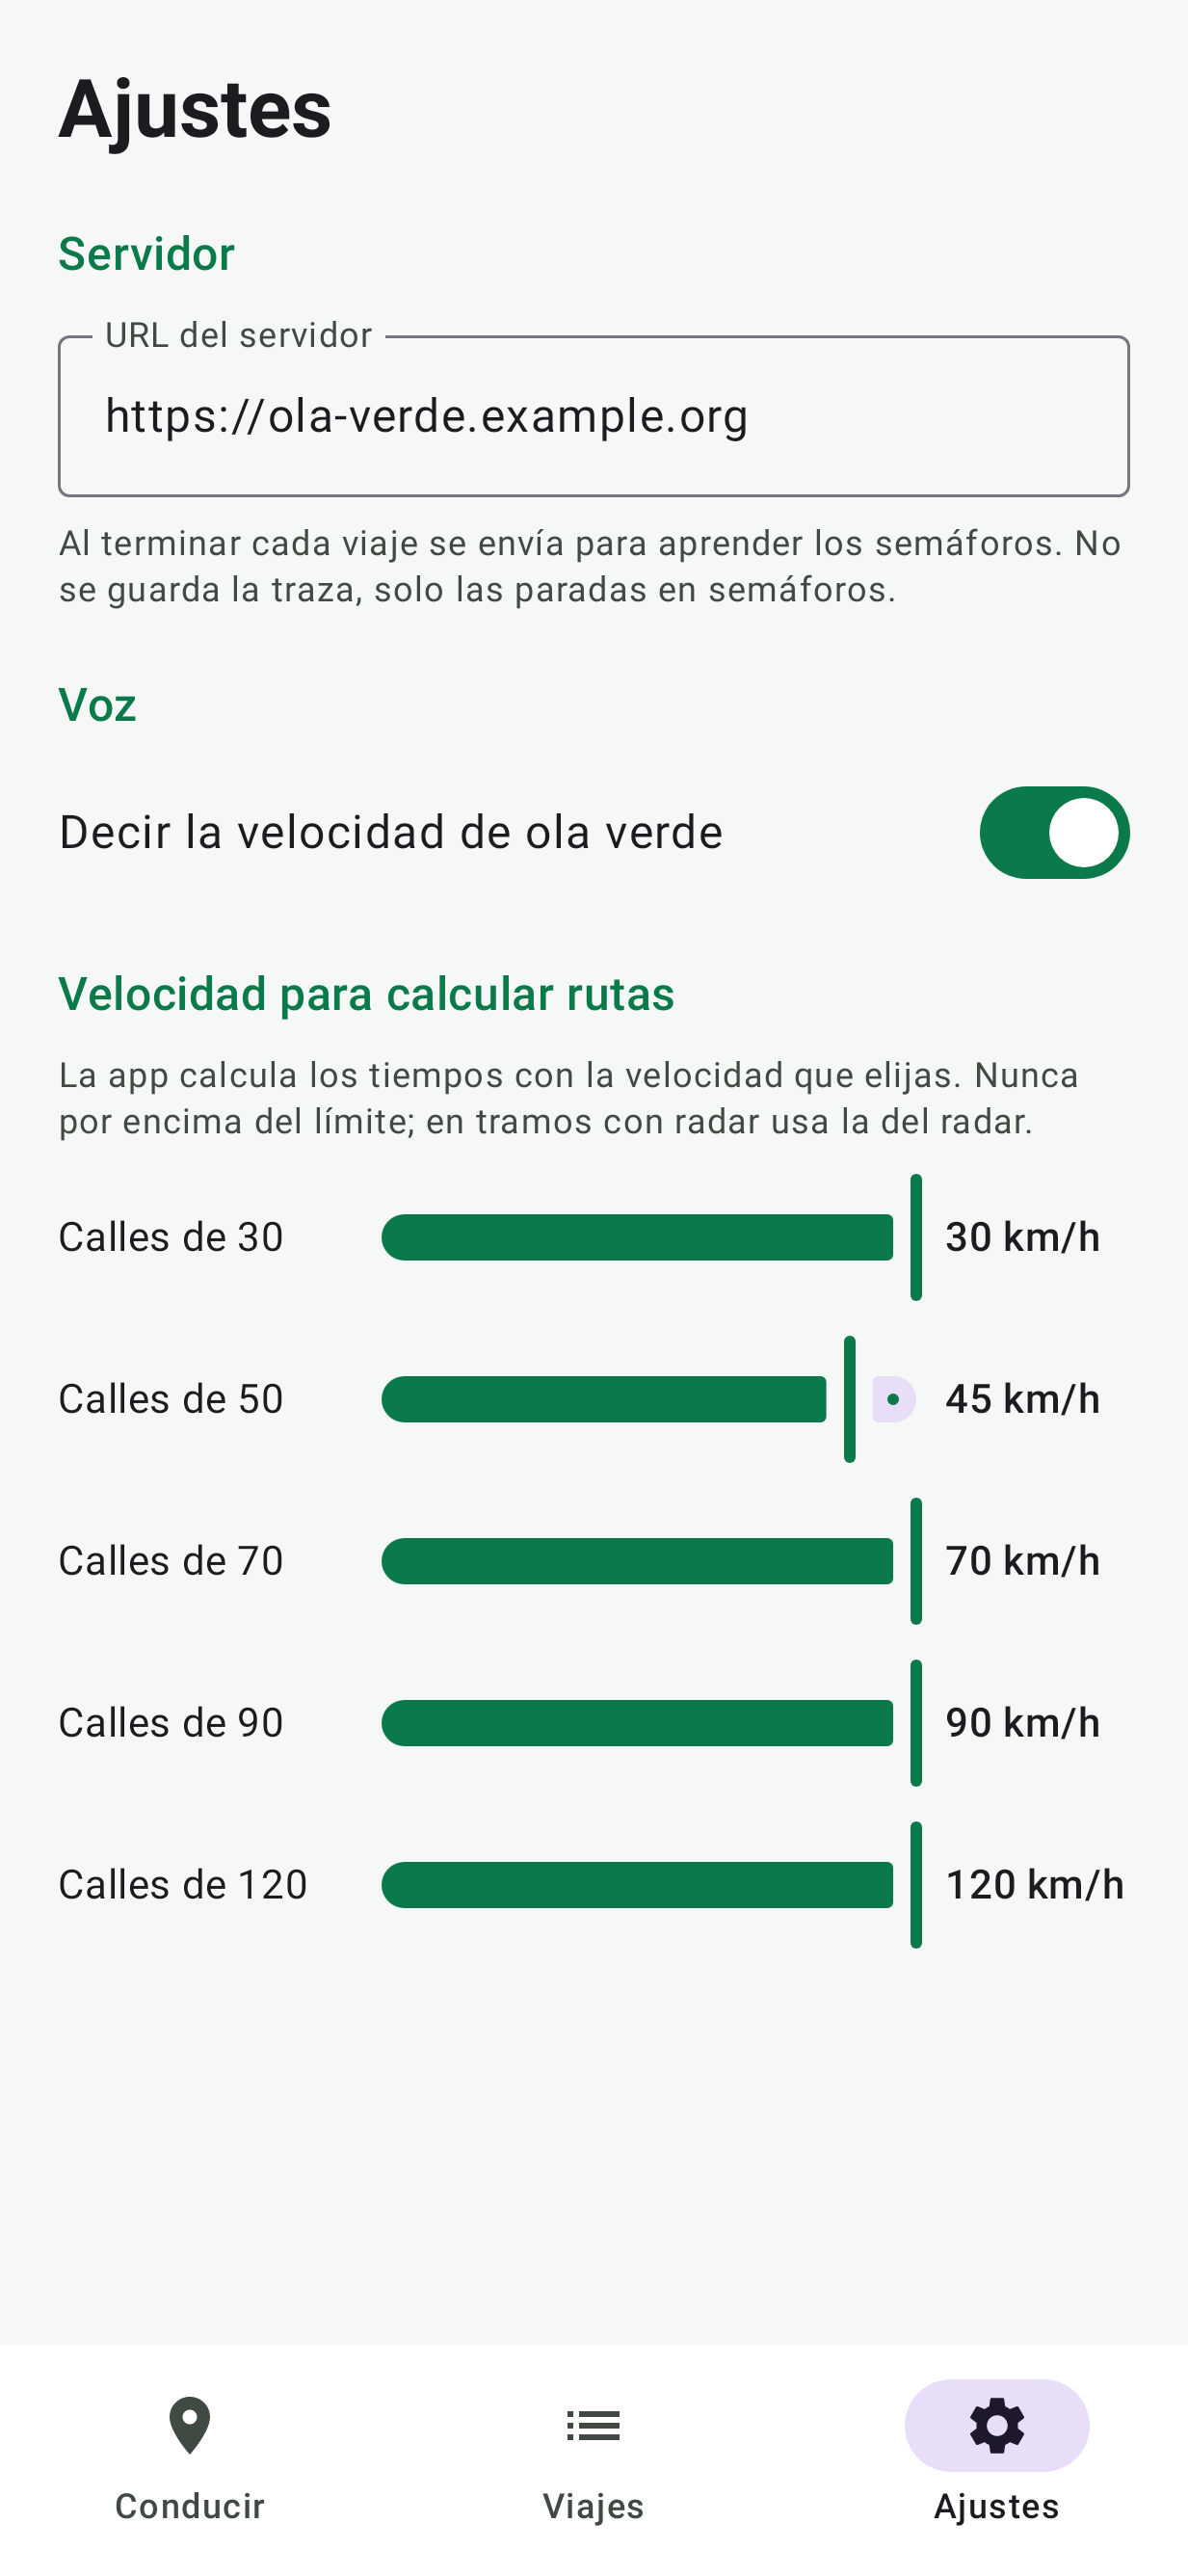 Ajustes
Servidor
URL del servidor
https://ola-verde.example.org
Al terminar cada viaje se envía para aprender los semáforos. No
se guarda la traza, solo las paradas en semáforos.
Voz
Decir la velocidad de ola verde
Velocidad para calcular rutas
La app calcula los tiempos con la velocidad que elijas. Nunca
por encima del límite; en tramos con radar usa la del radar.
Calles de 30 30 km/h
Calles de 50 45 km/h
Calles de 70 70 km/h
Calles de 90 90 km/h
Calles de 120 120 km/h
Conducir Viajes Ajustes